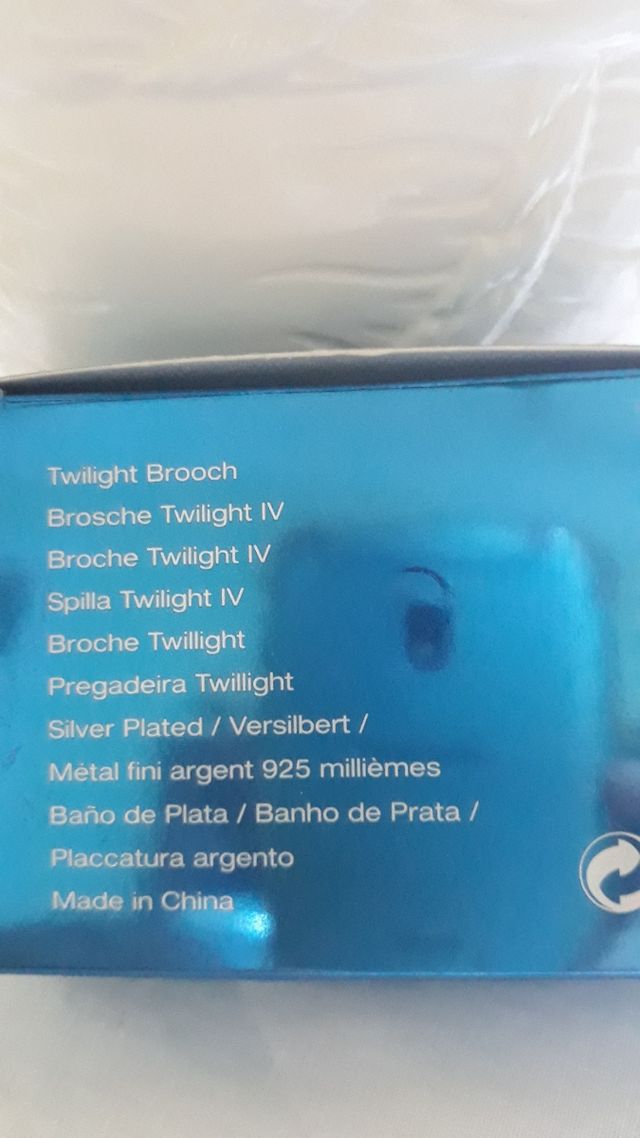 Twilight Brooch
Brosche Twilight IV
Broche Twilight IV
Spilla Twilight IV
Broche Twillight
Pregadeira Twillight
Silver Plated / Versilbert /
Métal fini argent 925 millièmes
Baño de Plata / Banho de Prata /
Placcatura argento
Made in China